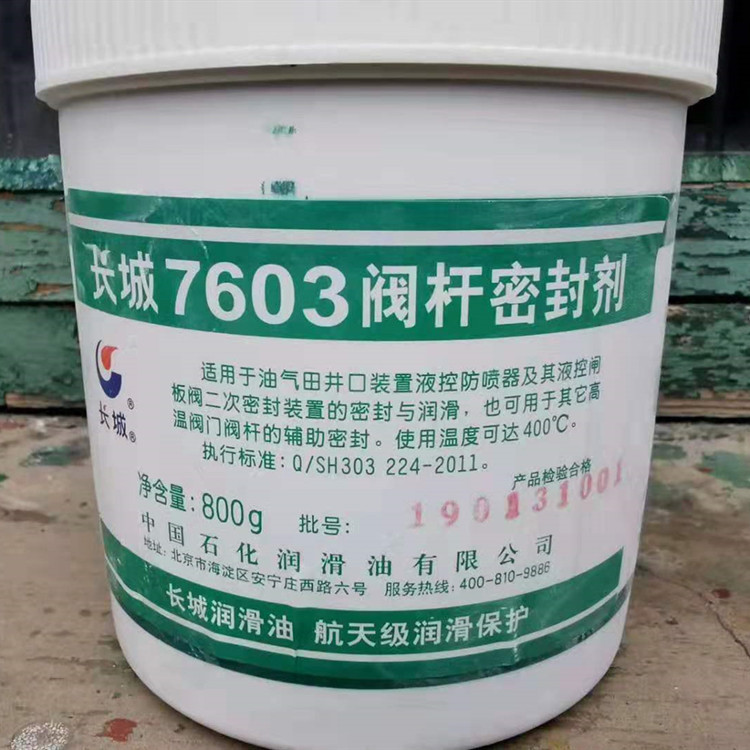 长城7603阀杆密封剂
适用于油气田井口装置液控防喷器及其液控闸
板阀二次密封装置的密封与润滑，也可用于其它高
温阀门阀杆的辅助密封。使用温度可达400℃。
执行标准：Q/SH303 224-2011。
长城®
®
产品检验合格
净含量：800g 批号：
中国石化润滑油有限公司
地址：北京市海淀区安宁庄西路六号 服务热线：400-810-9886
长城润滑油 航天级润滑保护